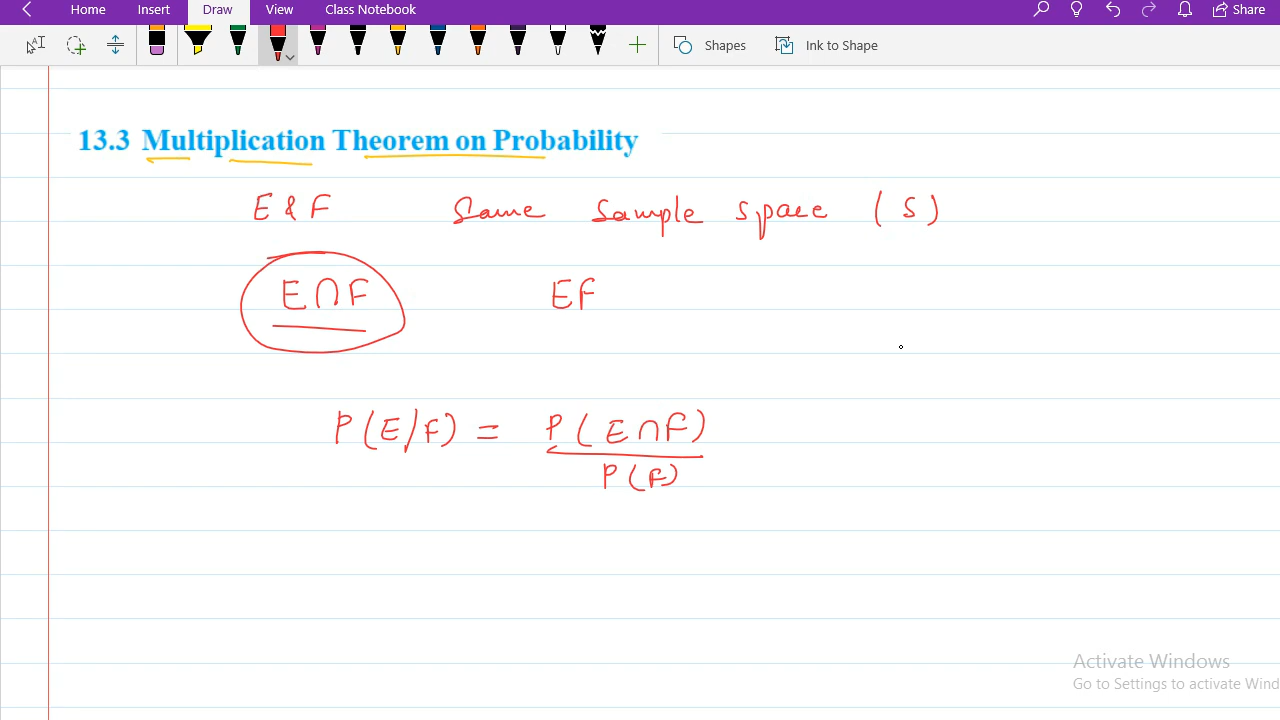 Home Insert Draw View Class Notebook Share
Shapes Ink to Shape
13.3 Multiplication Theorem on Probability
E & F Same Sample space (S)
E∩F EF
P(E/F) = P(E∩F)
P(F)
Activate Windows
Go to Settings to activate Wind